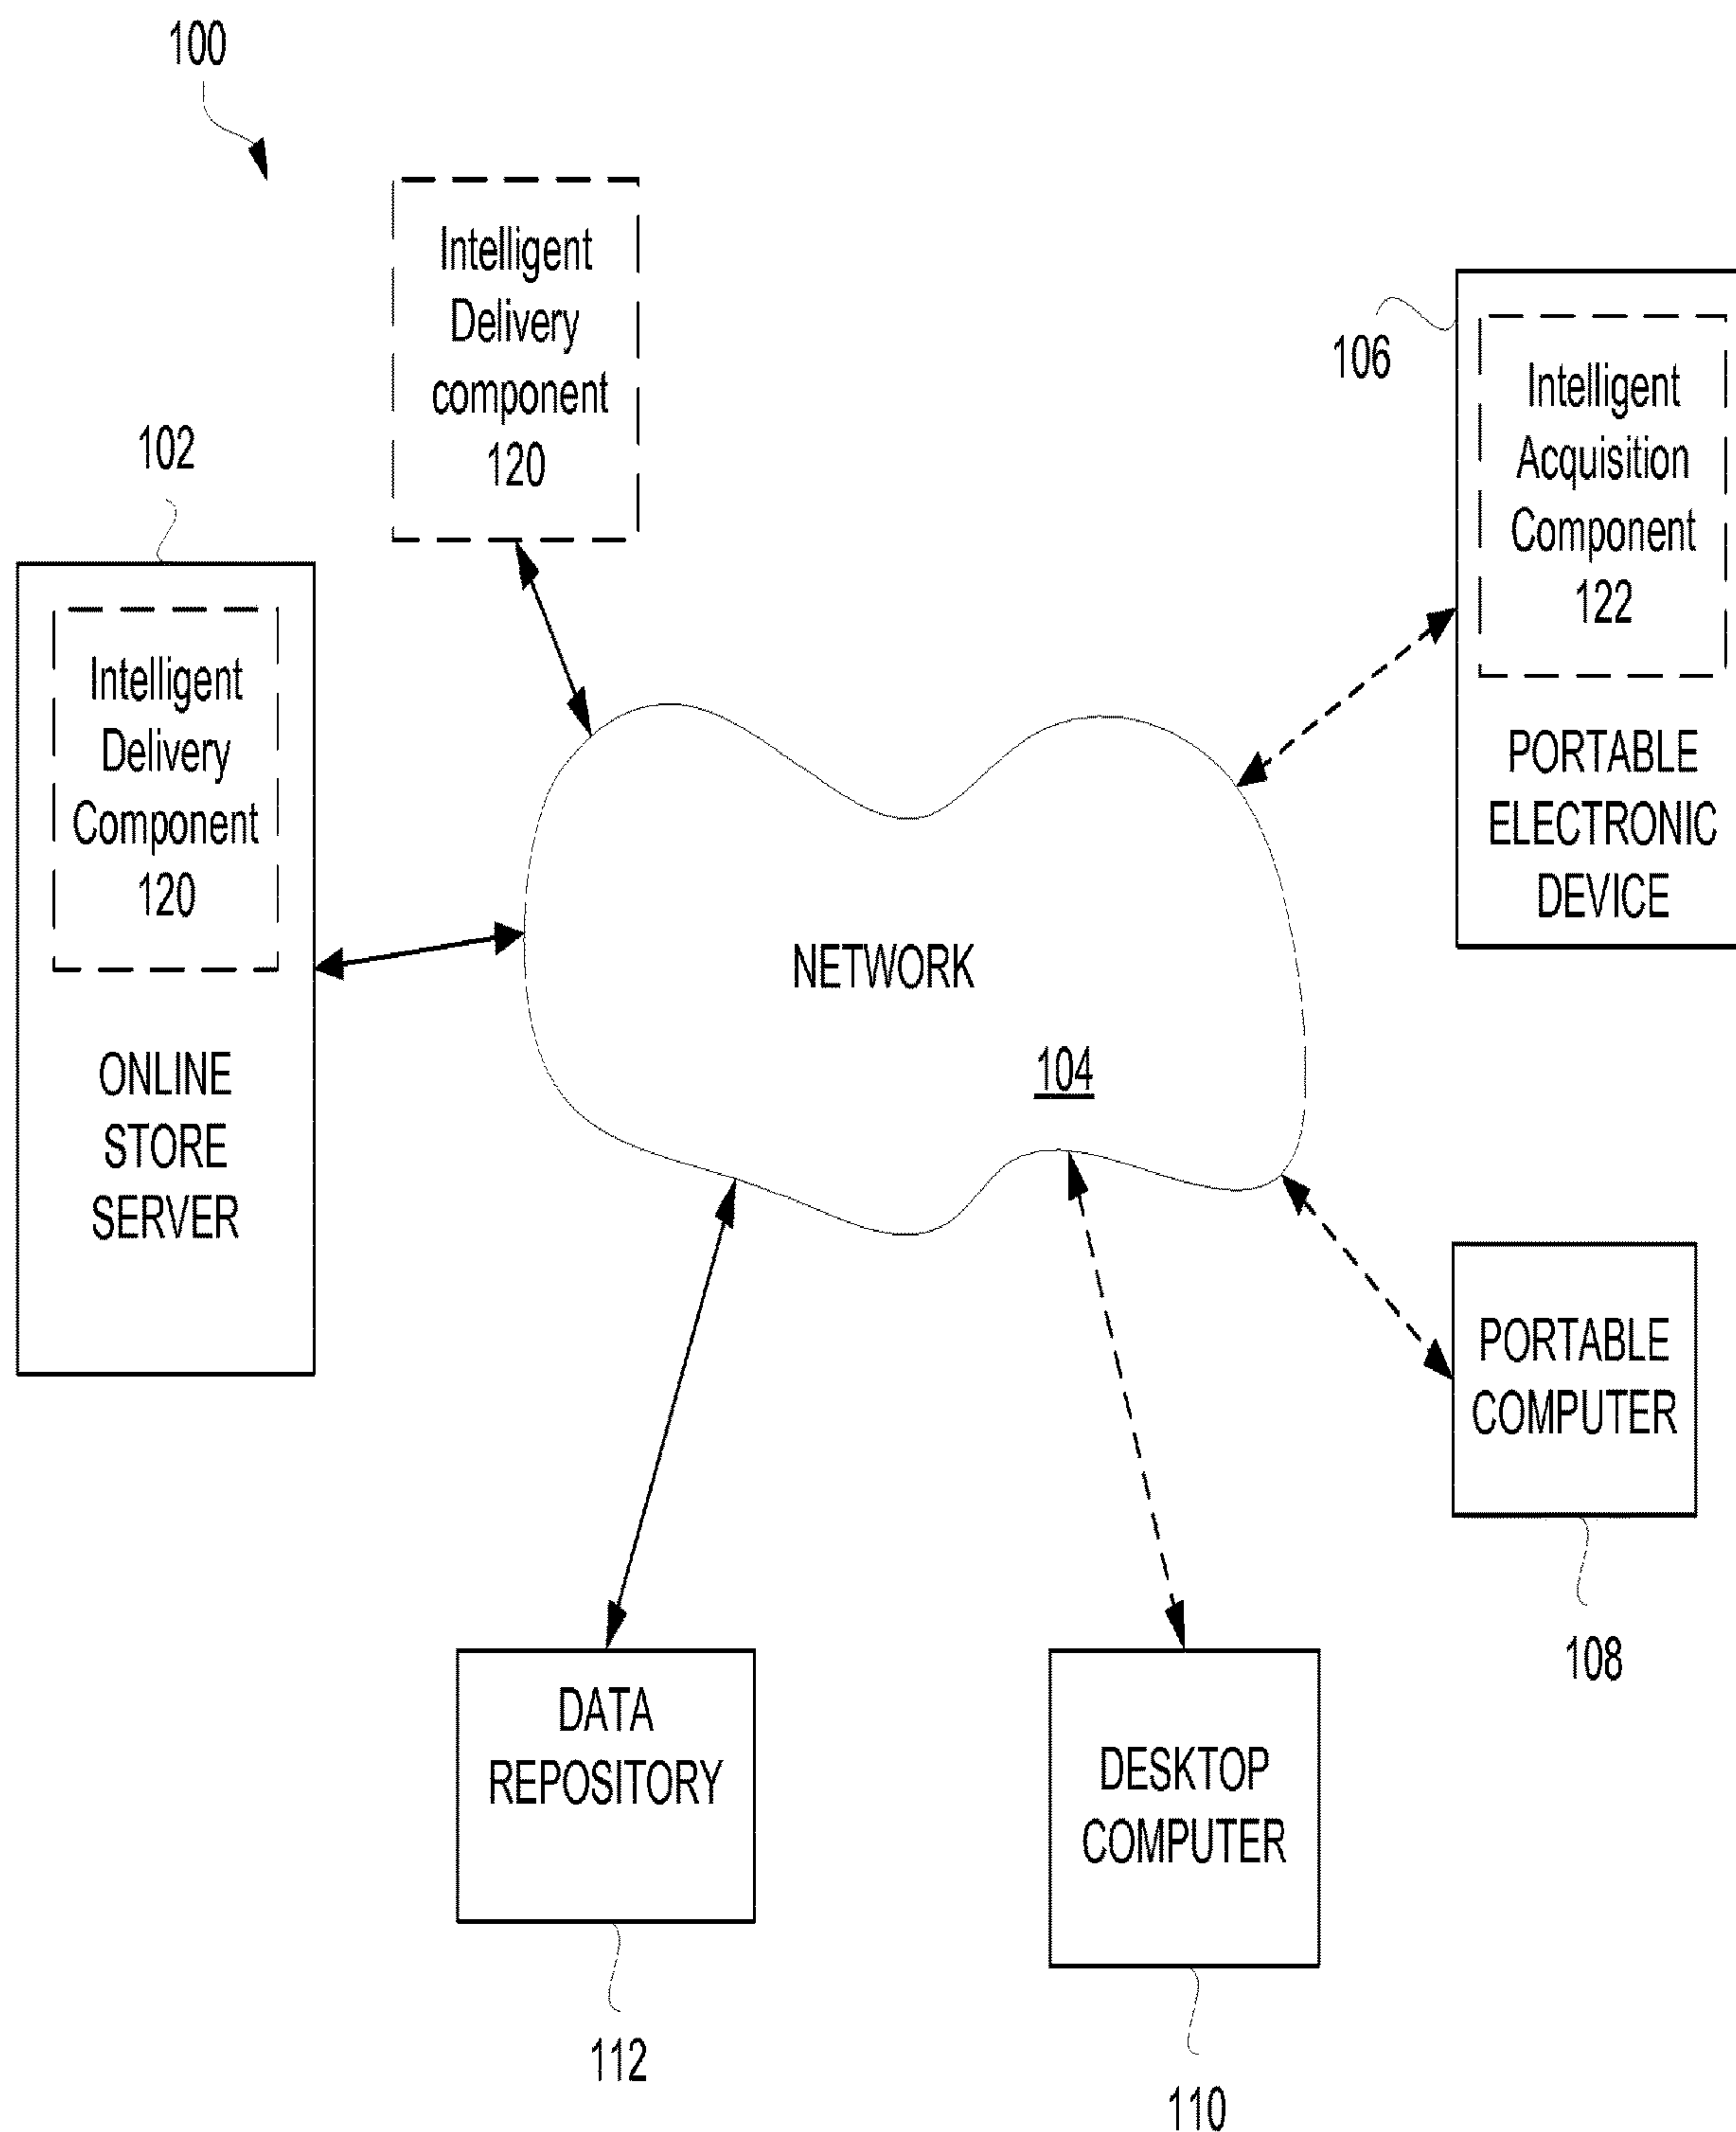 100
Intelligent
Delivery
component
120
106
Intelligent
Acquisition
Component
122
PORTABLE
ELECTRONIC
DEVICE
102
Intelligent
Delivery
Component
120
ONLINE
STORE
SERVER
NETWORK
104
PORTABLE
COMPUTER
108
DATA
REPOSITORY
112
DESKTOP
COMPUTER
110